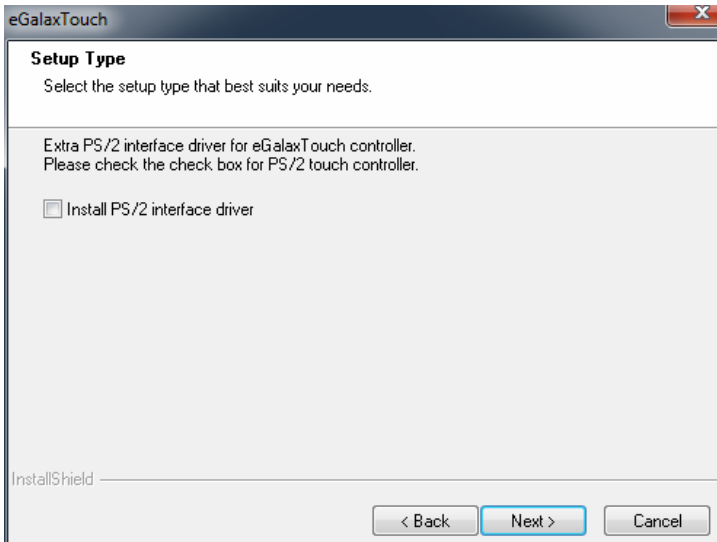 eGalaxTouch
Setup Type
Select the setup type that best suits your needs.
Extra PS/2 interface driver for eGalaxTouch controller.
Please check the check box for PS/2 touch controller.
Install PS/2 interface driver
InstallShield
< Back Next > Cancel